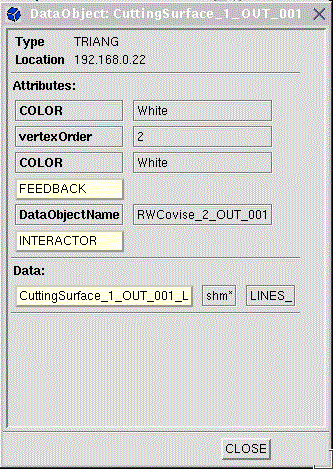 DataObject: CuttingSurface_1_OUT_001
Type TRIANG
Location 192.168.0.22
Attributes:
COLOR White
vertexOrder 2
COLOR White
FEEDBACK
DataObjectName RWCovise_2_OUT_001
INTERACTOR
Data:
CuttingSurface_1_OUT_001_L shm* LINES_
CLOSE